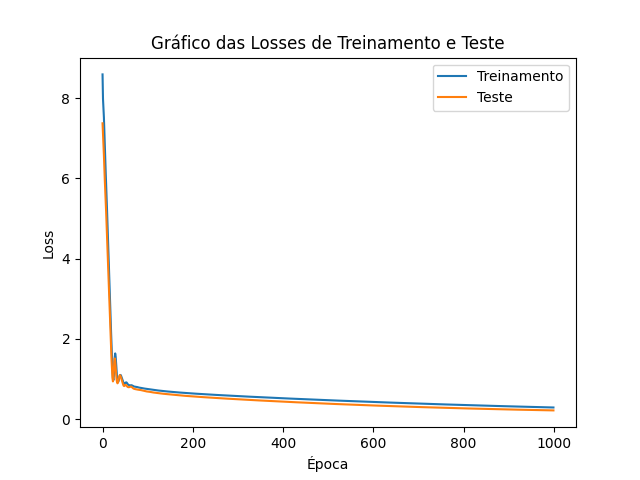 Gráfico das Losses de Treinamento e Teste
Treinamento
Teste
8
6
4
2
0
Loss
0 200 400 600 800 1000
Época